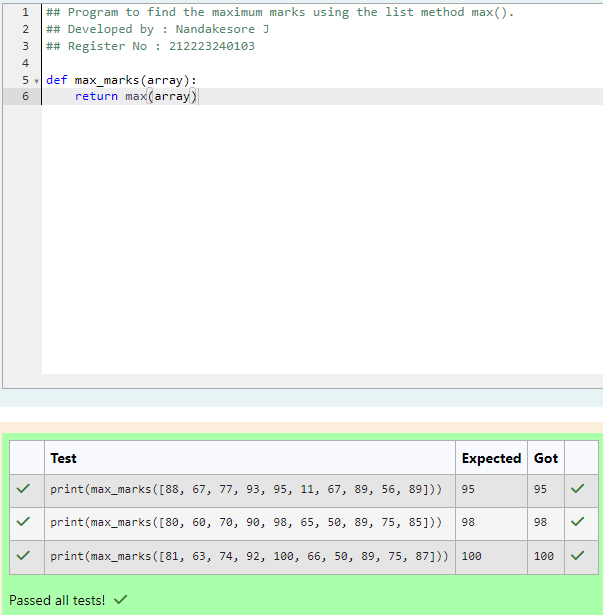 1 ## Program to find the maximum marks using the list method max().
2 ## Developed by : Nandakesore J
3 ## Register No : 212223240103
4
5 def max_marks(array):
6     return max(array)
Test Expected Got
print(max_marks([88, 67, 77, 93, 95, 11, 67, 89, 56, 89])) 95 95
print(max_marks([80, 60, 70, 90, 98, 65, 50, 89, 75, 85])) 98 98
print(max_marks([81, 63, 74, 92, 100, 66, 50, 89, 75, 87])) 100 100
Passed all tests!